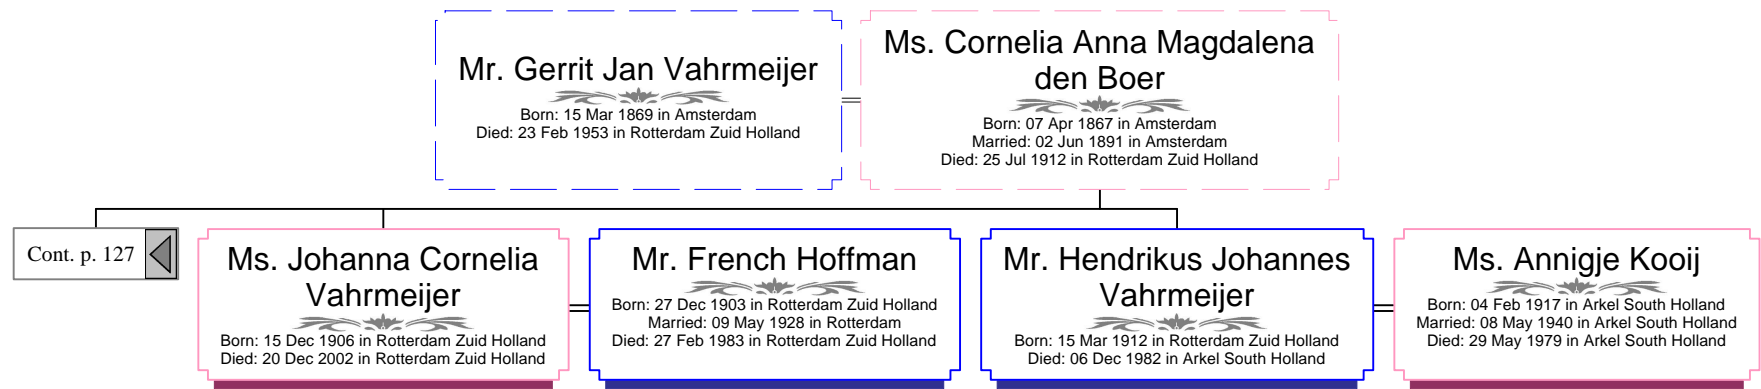 Mr. Gerrit Jan Vahrmeijer
Born: 15 Mar 1869 in Amsterdam
Died: 23 Feb 1953 in Rotterdam Zuid Holland
Ms. Cornelia Anna Magdalena
den Boer
Born: 07 Apr 1867 in Amsterdam
Married: 02 Jun 1891 in Amsterdam
Died: 25 Jul 1912 in Rotterdam Zuid Holland
Cont. p. 127
Ms. Johanna Cornelia
Vahrmeijer
Born: 15 Dec 1906 in Rotterdam Zuid Holland
Died: 20 Dec 2002 in Rotterdam Zuid Holland
Mr. French Hoffman
Born: 27 Dec 1903 in Rotterdam Zuid Holland
Married: 09 May 1928 in Rotterdam
Died: 27 Feb 1983 in Rotterdam Zuid Holland
Mr. Hendrikus Johannes
Vahrmeijer
Born: 15 Mar 1912 in Rotterdam Zuid Holland
Died: 06 Dec 1982 in Arkel South Holland
Ms. Annigje Kooij
Born: 04 Feb 1917 in Arkel South Holland
Married: 08 May 1940 in Arkel South Holland
Died: 29 May 1979 in Arkel South Holland